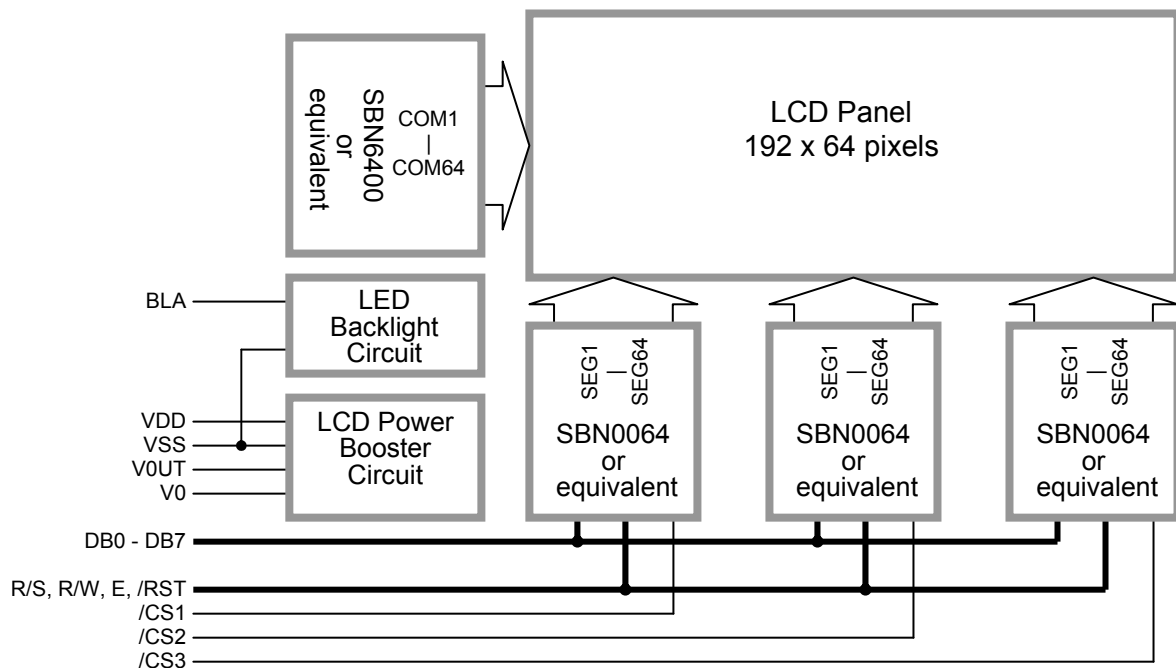 SBN6400
or
equivalent
COM1
|
COM64
LCD Panel
192 x 64 pixels
BLA
LED
Backlight
Circuit
VDD
VSS
V0UT
V0
LCD Power
Booster
Circuit
SEG1
|
SEG64
SBN0064
or
equivalent
SEG1
|
SEG64
SBN0064
or
equivalent
SEG1
|
SEG64
SBN0064
or
equivalent
DB0 - DB7
R/S, R/W, E, /RST
/CS1
/CS2
/CS3